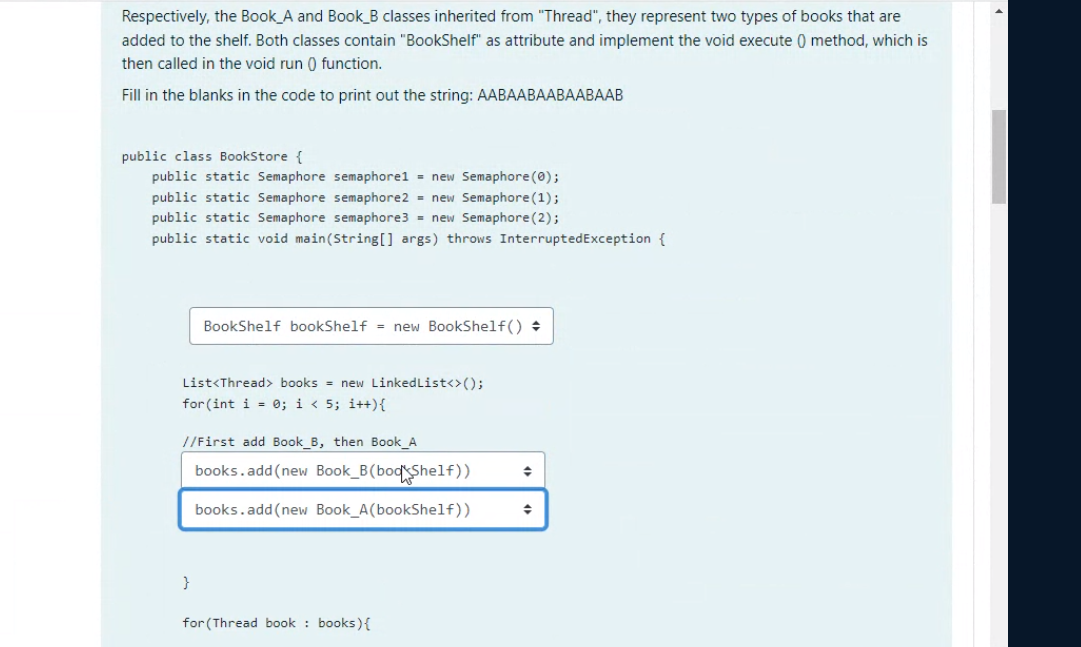 Respectively, the Book_A and Book_B classes inherited from "Thread", they represent two types of books that are
added to the shelf. Both classes contain "BookShelf" as attribute and implement the void execute () method, which is
then called in the void run () function.
Fill in the blanks in the code to print out the string: AABAABAABAABAAB
public class BookStore {
public static Semaphore semaphore1 = new Semaphore(0);
public static Semaphore semaphore2 = new Semaphore(1);
public static Semaphore semaphore3 = new Semaphore(2);
public static void main(String[] args) throws InterruptedException {
BookShelf bookShelf = new BookShelf()
List<Thread> books = new LinkedList<>();
for(int i = 0; i < 5; i++){
//First add Book_B, then Book_A
books.add(new Book_B(bookShelf))
books.add(new Book_A(bookShelf))
}
for(Thread book : books){